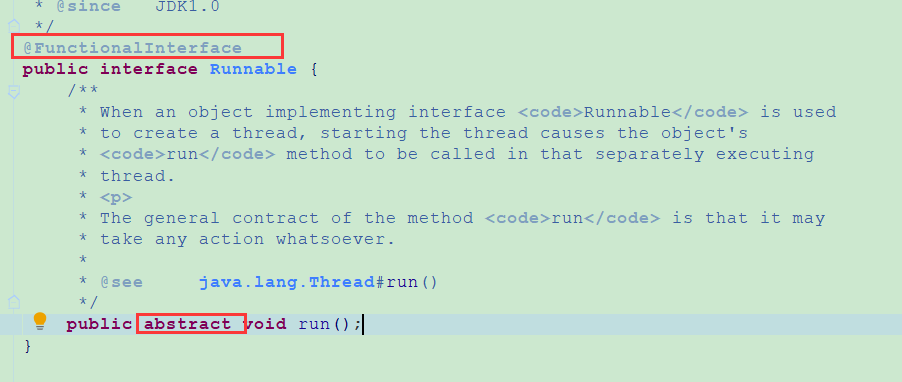 * @since   JDK1.0
*/
@FunctionalInterface
public interface Runnable {
/**
* When an object implementing interface <code>Runnable</code> is used
* to create a thread, starting the thread causes the object's
* <code>run</code> method to be called in that separately executing
* thread.
* <p>
* The general contract of the method <code>run</code> is that it may
* take any action whatsoever.
*
* @see     java.lang.Thread#run()
*/
public abstract void run();
}